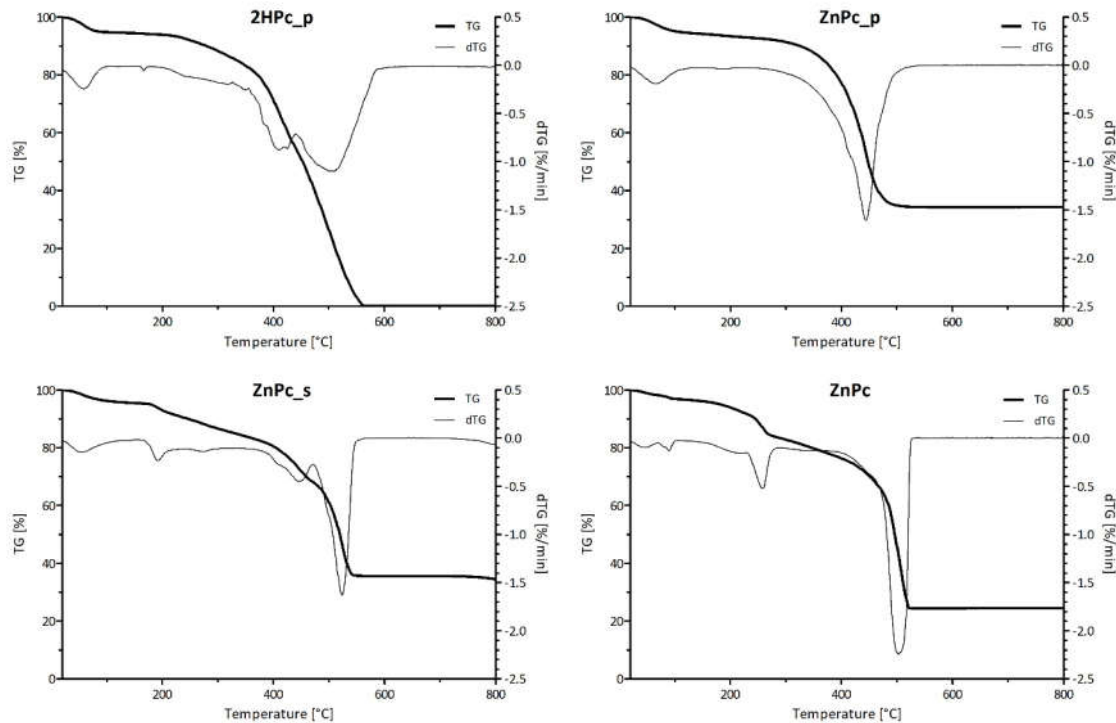 2HPc_p
TG [%]
100
80
60
40
20
0
TG
dTG
0.5
0.0
-0.5
-1.0
-1.5
-2.0
-2.5
dTG [%/min]
200
400
600
800
Temperature [°C]
ZnPc_p
TG [%]
100
80
60
40
20
0
TG
dTG
0.5
0.0
-0.5
-1.0
-1.5
-2.0
-2.5
dTG [%/min]
200
400
600
800
Temperature [°C]
ZnPc_s
TG [%]
100
80
60
40
20
0
TG
dTG
0.5
0.0
-0.5
-1.0
-1.5
-2.0
-2.5
dTG [%/min]
200
400
600
800
Temperature [°C]
ZnPc
TG [%]
100
80
60
40
20
0
TG
dTG
0.5
0.0
-0.5
-1.0
-1.5
-2.0
-2.5
dTG [%/min]
200
400
600
800
Temperature [°C]